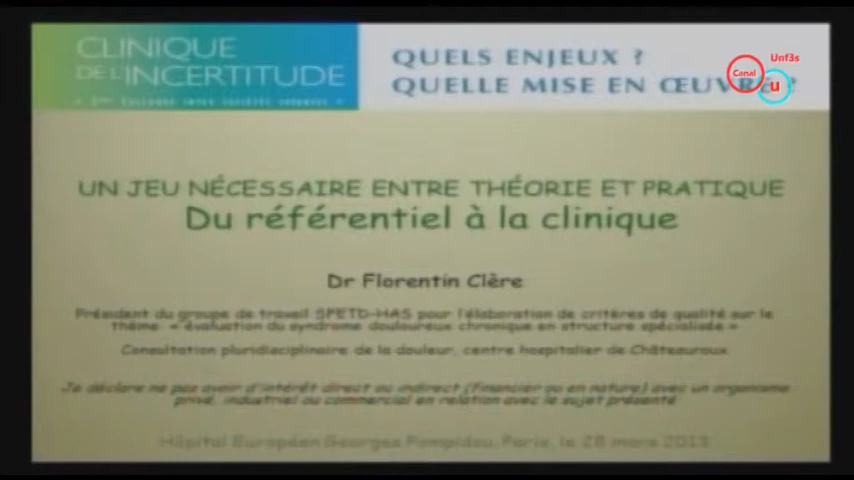 CLINIQUE
DE L'INCERTITUDE
QUELS ENJEUX ?
QUELLE MISE EN ŒUVRE ?
Unf3s
Canal
u
UN JEU NÉCESSAIRE ENTRE THÉORIE ET PRATIQUE
Du référentiel à la clinique
Dr Florentin Clère
Président du groupe de travail SFETD-HAS pour l'élaboration de critères de qualité sur le
thème « évaluation du syndrome douloureux chronique en structure spécialisée »
Consultation pluridisciplinaire de la douleur, centre hospitalier de Châteauroux
Je déclare ne pas avoir d'intérêt direct ou indirect (financier ou en nature) avec un organisme
privé, industriel ou commercial en relation avec le sujet présenté
Hôpital Européen Georges Pompidou, Paris, le 28 mars